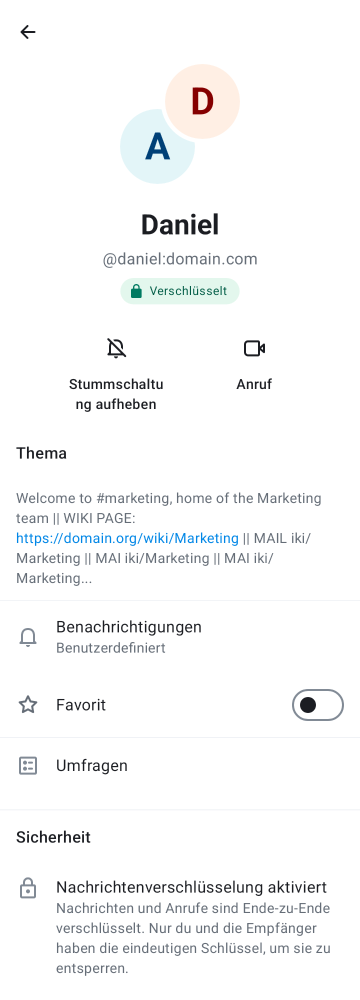 D
A
Daniel
@daniel:domain.com
Verschlüsselt
Stummschaltu
ng aufheben
Anruf
Thema
Welcome to #marketing, home of the Marketing
team || WIKI PAGE:
https://domain.org/wiki/Marketing || MAIL iki/
Marketing || MAI iki/Marketing || MAI iki/
Marketing...
Benachrichtigungen
Benutzerdefiniert
Favorit
Umfragen
Sicherheit
Nachrichtenverschlüsselung aktiviert
Nachrichten und Anrufe sind Ende-zu-Ende
verschlüsselt. Nur du und die Empfänger
haben die eindeutigen Schlüssel, um sie zu
entsperren.